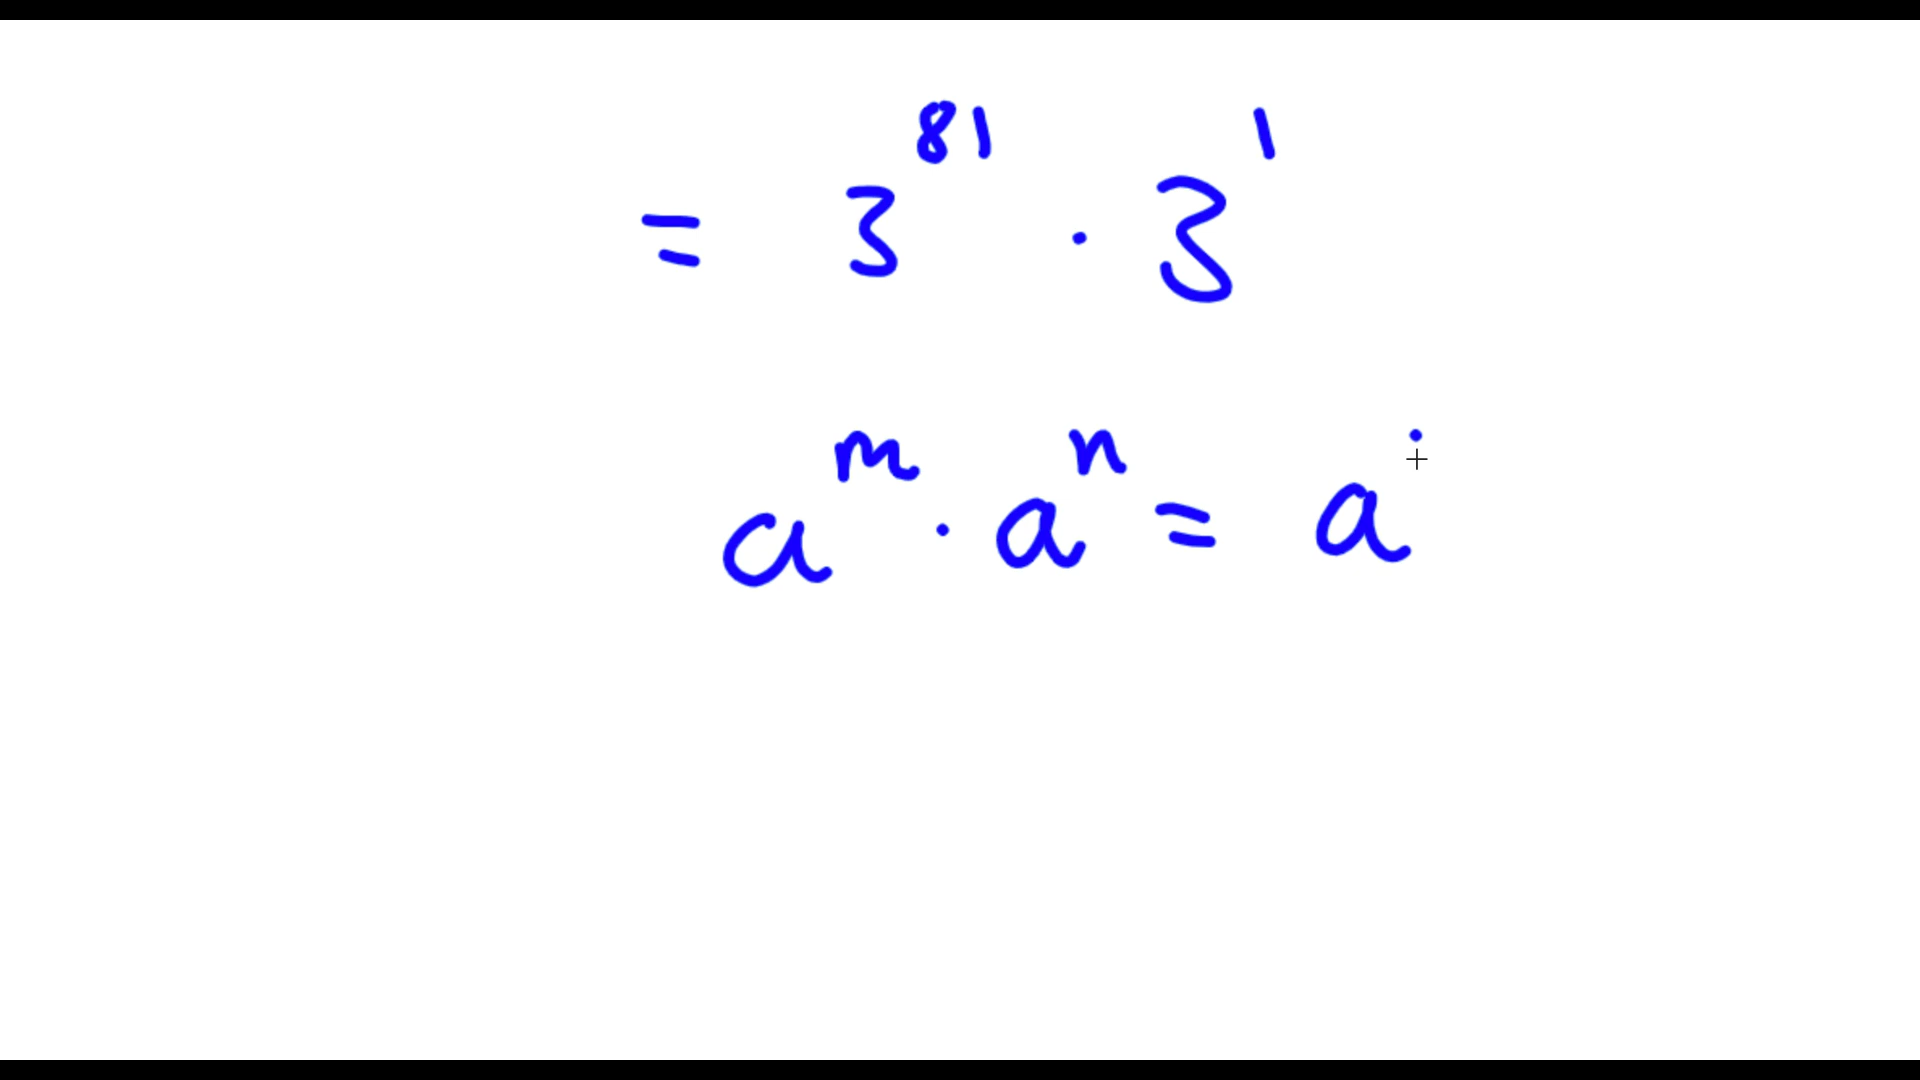 = 3^81 · 3^1
a^m · a^n = a^